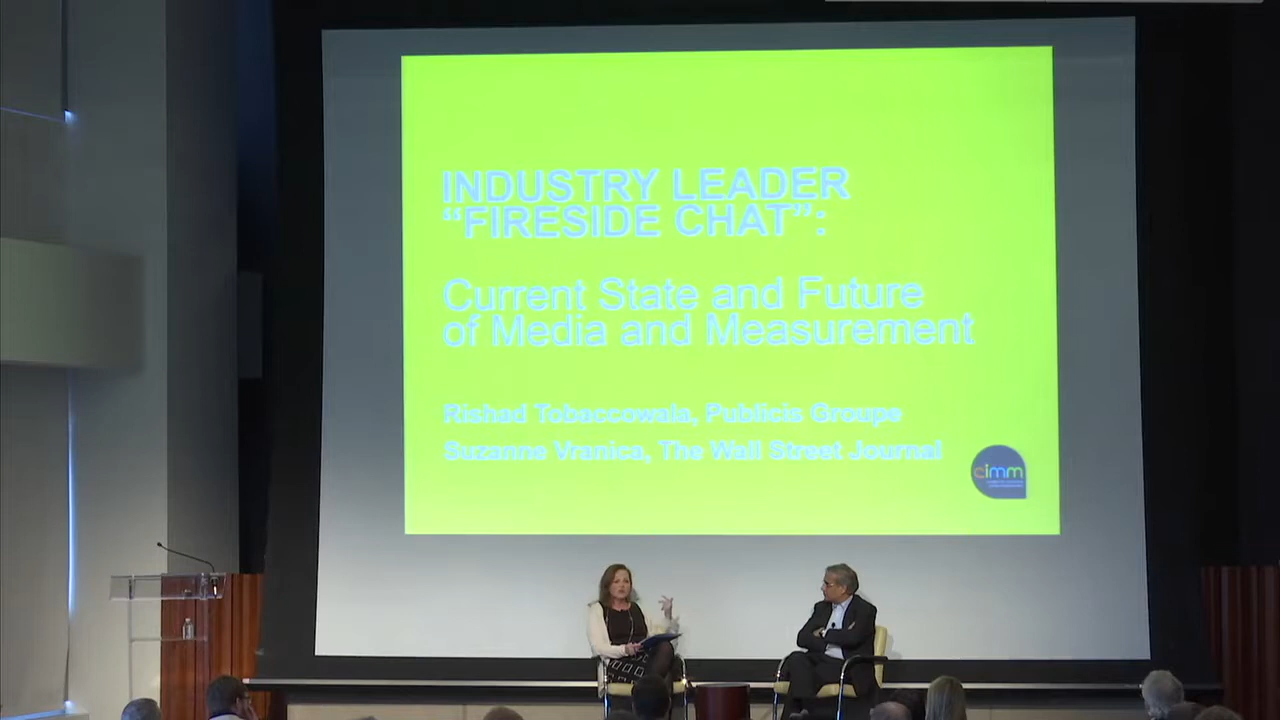 INDUSTRY LEADER
“FIRESIDE CHAT”:
Current State and Future
of Media and Measurement
Rishad Tobaccowala, Publicis Groupe
Suzanne Vranica, The Wall Street Journal
cimm